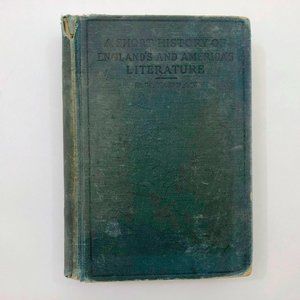 A SHORT HISTORY OF
ENGLAND'S AND AMERICA'S
LITERATURE